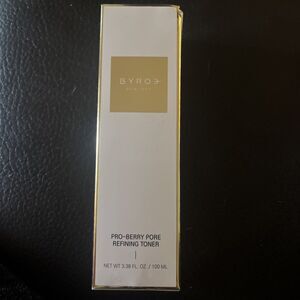 BYROE
PRO-BERRY PORE
REFINING TONER
NET WT 3.38 FL. OZ. / 100 ML